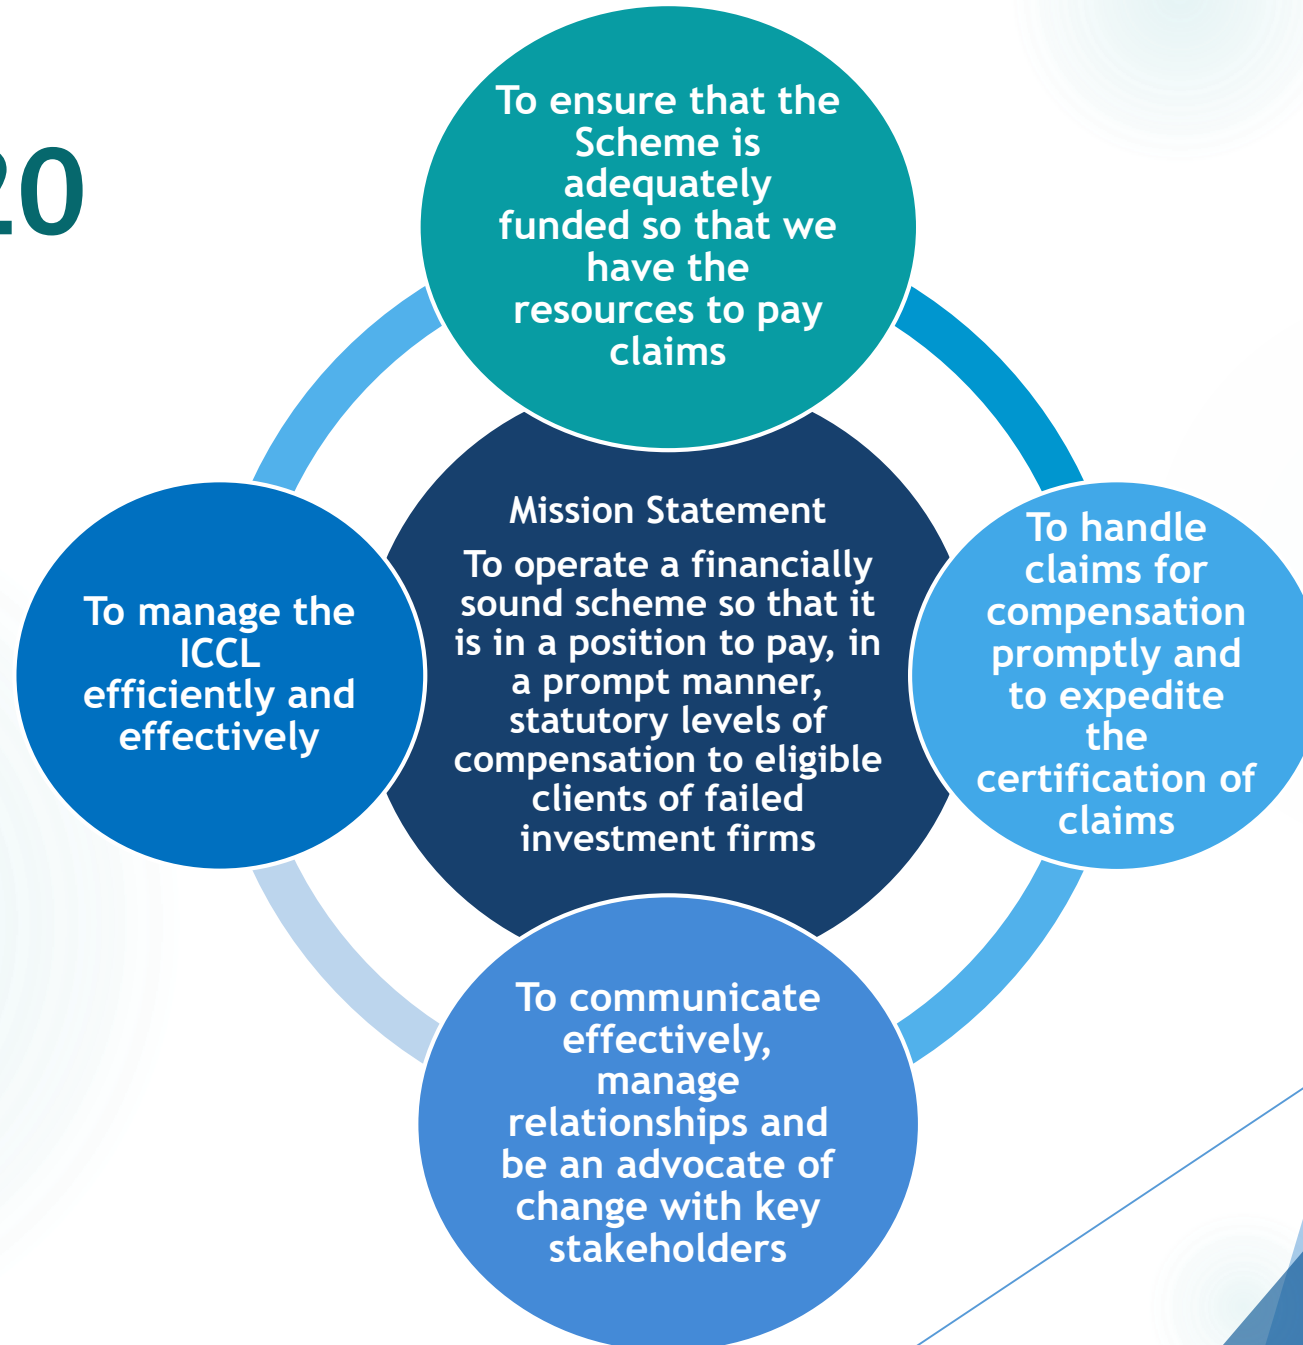 20
To ensure that the
Scheme is
adequately
funded so that we
have the
resources to pay
claims
Mission Statement
To operate a financially
sound scheme so that it
is in a position to pay, in
a prompt manner,
statutory levels of
compensation to eligible
clients of failed
investment firms
To manage the
ICCL
efficiently and
effectively
To handle
claims for
compensation
promptly and
to expedite
the
certification of
claims
To communicate
effectively,
manage
relationships and
be an advocate of
change with key
stakeholders